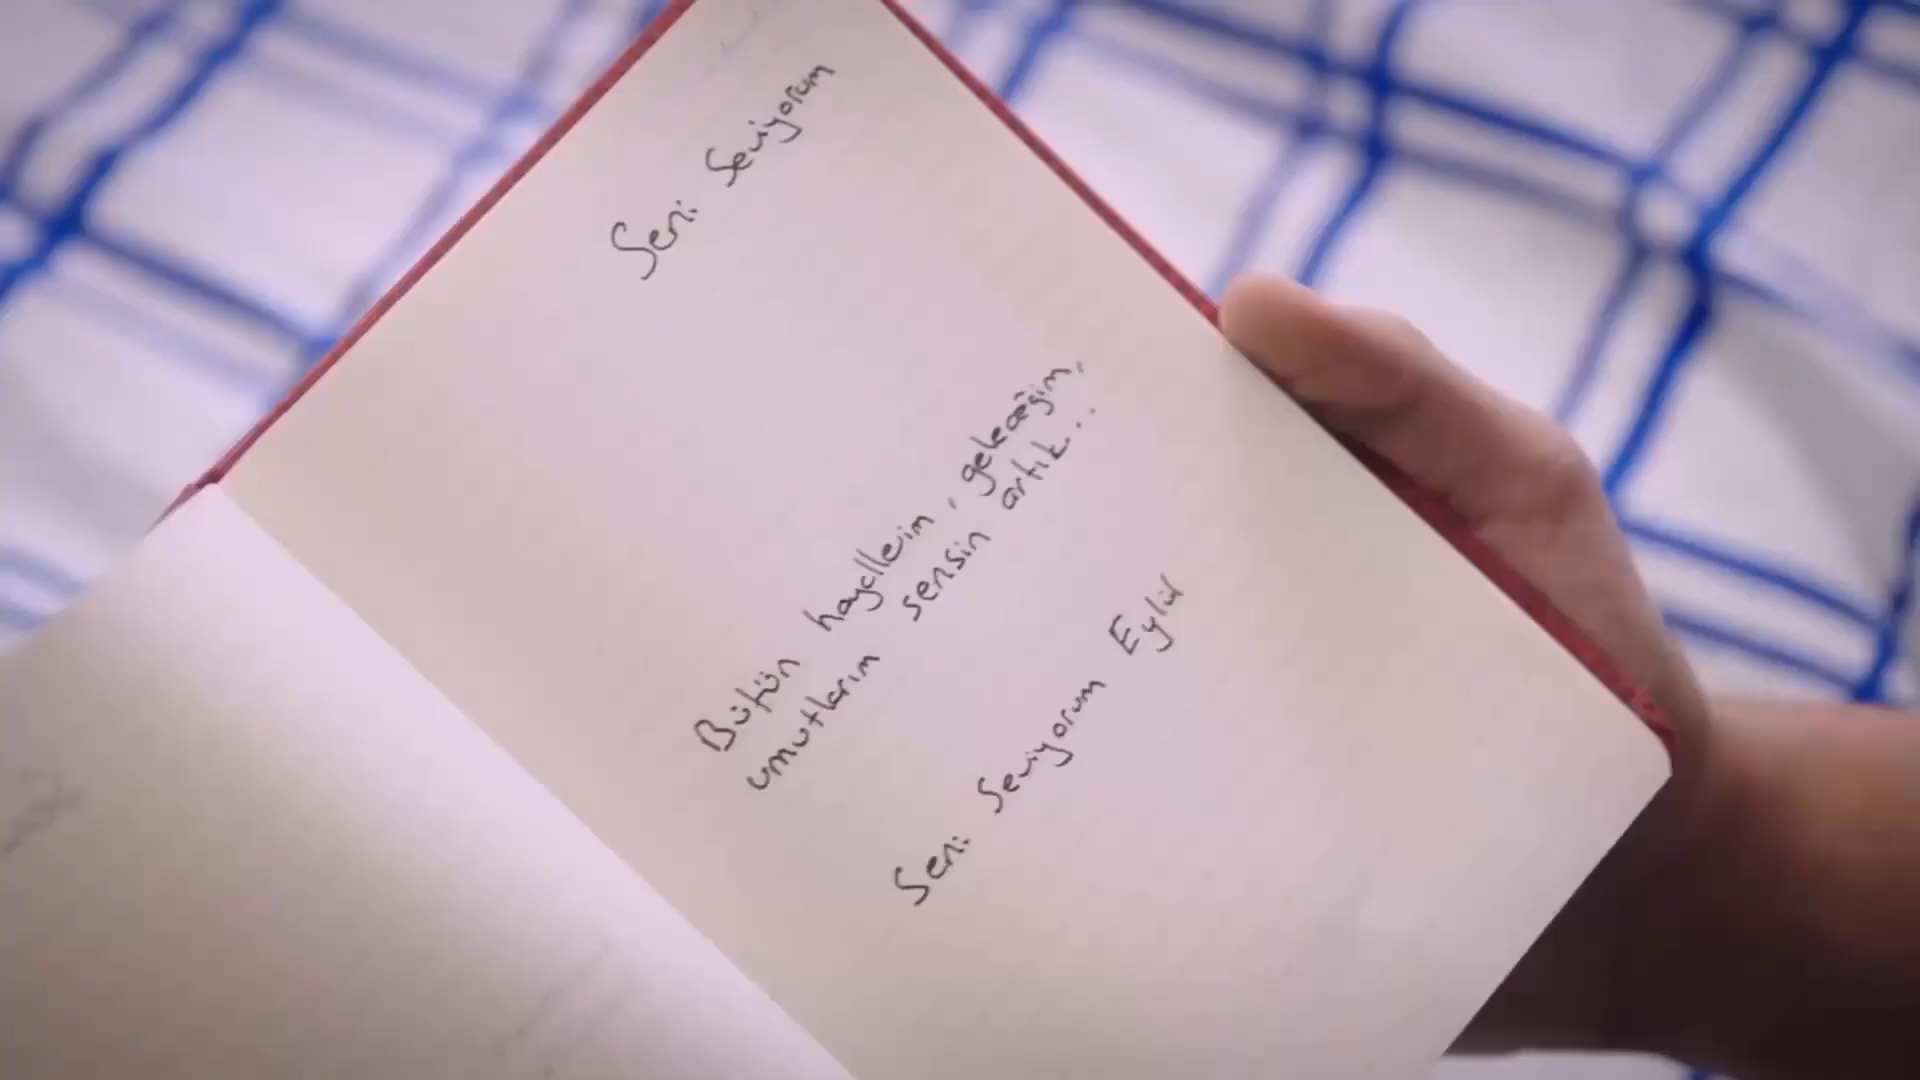 Seni Seviyorum
Bütün hayallerim, geleceğim,
umutlarım sensin artık...
Seni Seviyorum Eylül